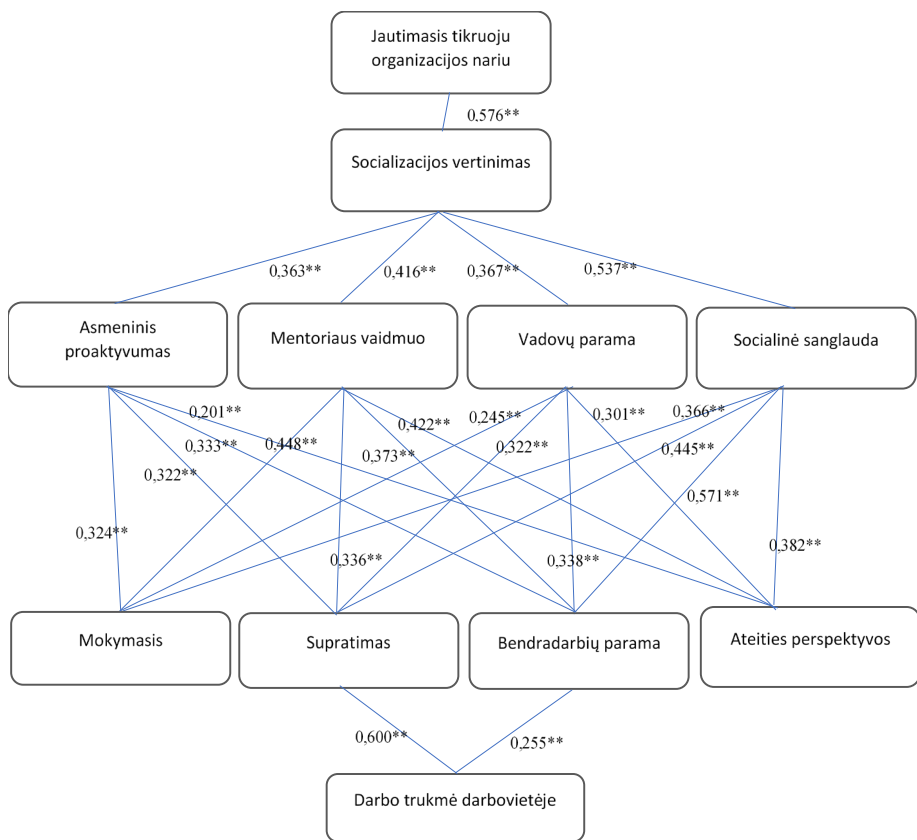 Jautimasis tikruoju
organizacijos nariu
0,576**
Socializacijos vertinimas
0,363**
0,416**
0,367**
0,537**
Asmeninis
proaktyvumas
Mentoriaus vaidmuo
Vadovų parama
Socialinė sanglauda
0,201**
0,422**
0,245**
0,301**
0,366**
0,333**
0,448**
0,373**
0,322**
0,445**
0,322**
0,571**
0,324**
0,336**
0,338**
0,382**
Mokymasis
Supratimas
Bendradarbių parama
Ateities perspektyvos
0,600**
0,255**
Darbo trukmė darbovietėje